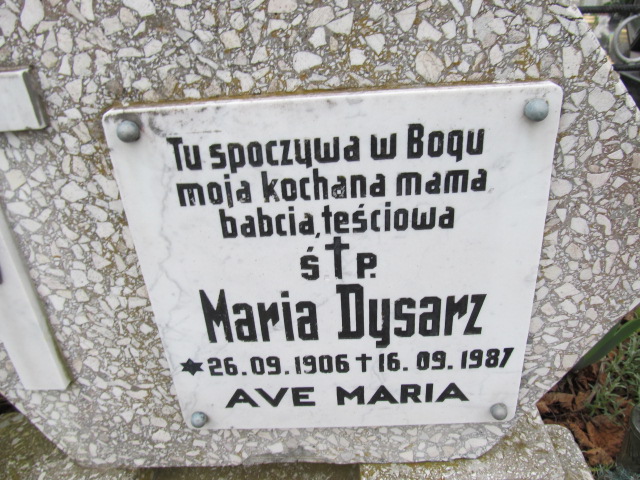 Tu spoczywa w Bogu
moja kochana mama
babcia, teściowa
ś✝p.
Maria Dysarz
✶26.09.1906✝16.09.1987
AVE MARIA